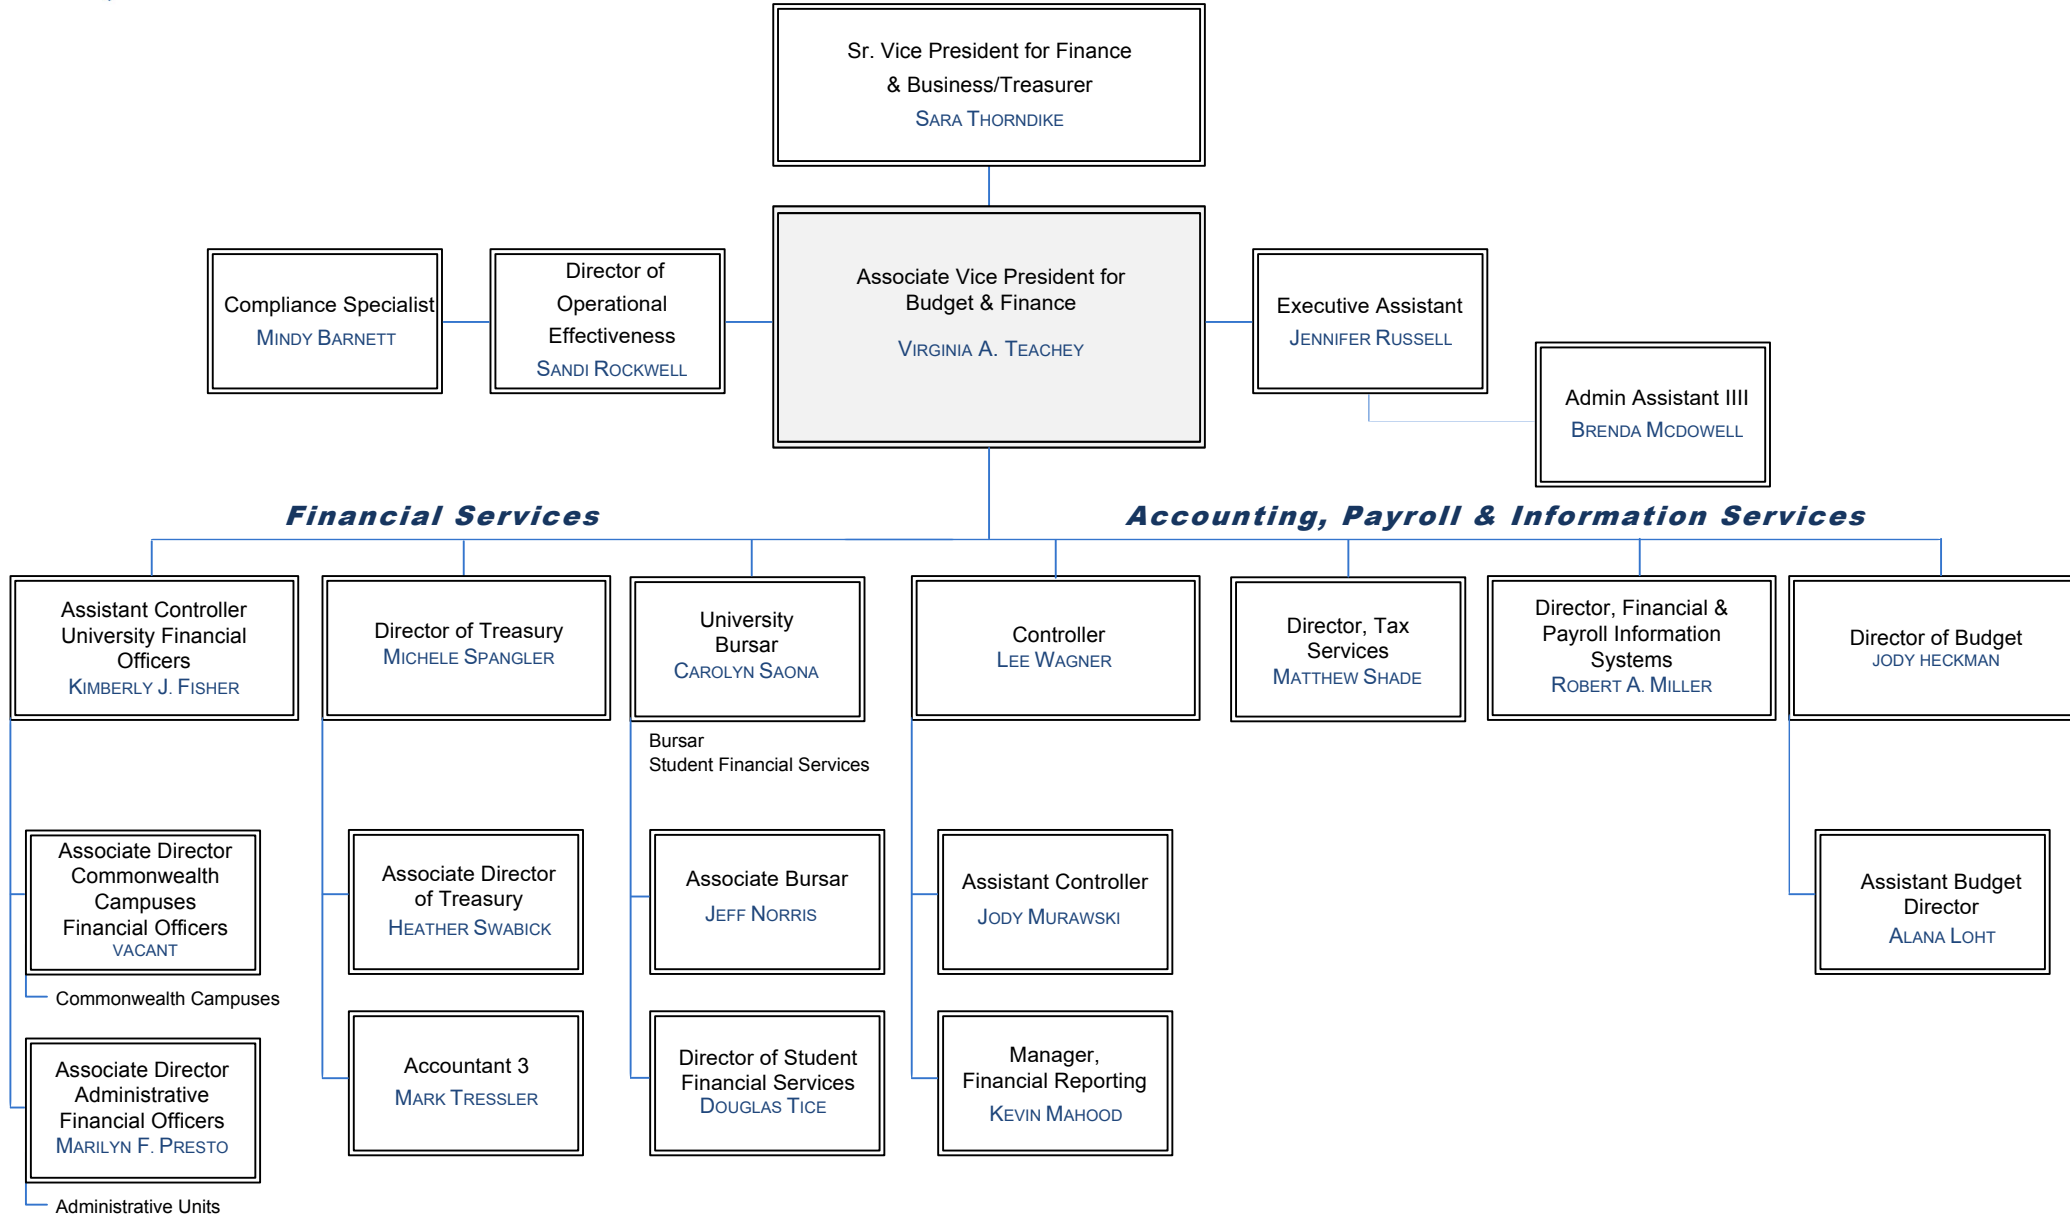 Sr. Vice President for Finance
& Business/Treasurer
SARA THORNDIKE
Compliance Specialist
MINDY BARNETT
Director of
Operational
Effectiveness
SANDI ROCKWELL
Associate Vice President for
Budget & Finance
VIRGINIA A. TEACHEY
Executive Assistant
JENNIFER RUSSELL
Admin Assistant IIII
BRENDA MCDOWELL
Financial Services
Accounting, Payroll & Information Services
Assistant Controller
University Financial
Officers
KIMBERLY J. FISHER
Director of Treasury
MICHELE SPANGLER
University
Bursar
CAROLYN SAONA
Controller
LEE WAGNER
Director, Tax
Services
MATTHEW SHADE
Director, Financial &
Payroll Information
Systems
ROBERT A. MILLER
Director of Budget
JODY HECKMAN
Bursar
Student Financial Services
Associate Director
Commonwealth
Campuses
Financial Officers
VACANT
Commonwealth Campuses
Associate Director
of Treasury
HEATHER SWABICK
Associate Bursar
JEFF NORRIS
Assistant Controller
JODY MURAWSKI
Assistant Budget
Director
ALANA LOHT
Associate Director
Administrative
Financial Officers
MARILYN F. PRESTO
Administrative Units
Accountant 3
MARK TRESSLER
Director of Student
Financial Services
DOUGLAS TICE
Manager,
Financial Reporting
KEVIN MAHOOD